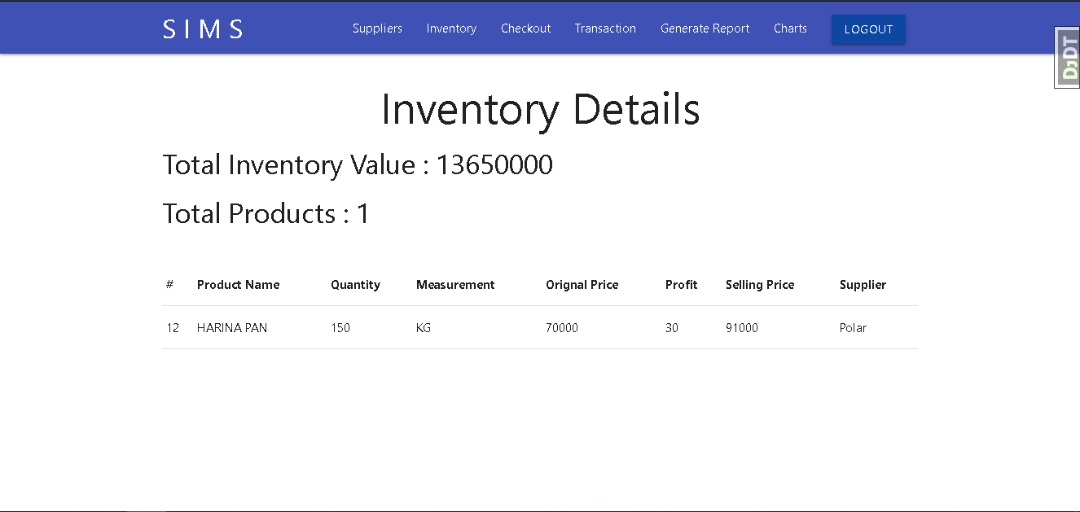 S I M S Suppliers Inventory Checkout Transaction Generate Report Charts LOGOUT
DJDT
Inventory Details
Total Inventory Value : 13650000
Total Products : 1
# Product Name Quantity Measurement Orignal Price Profit Selling Price Supplier
12 HARINA PAN 150 KG 70000 30 91000 Polar